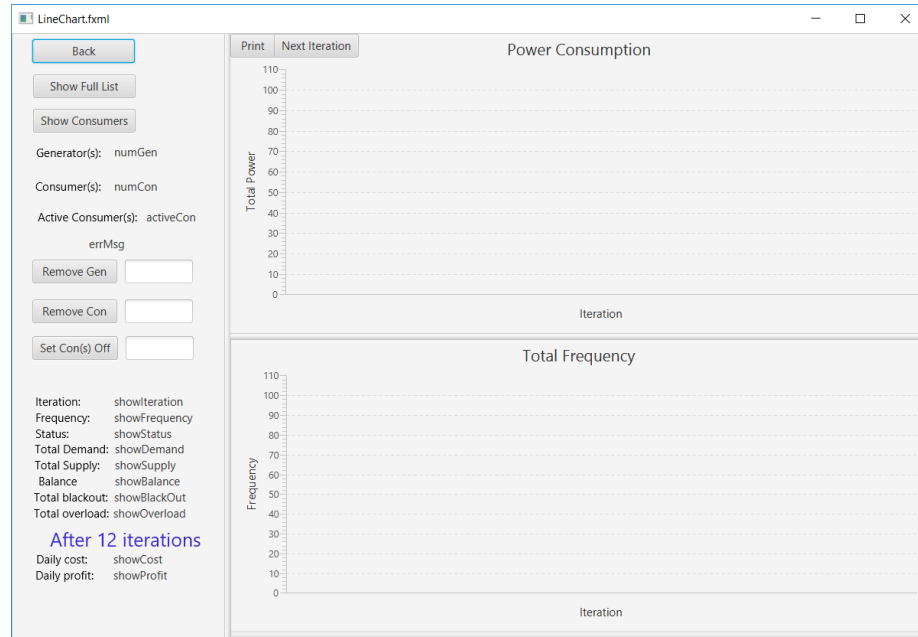 LineChart.fxml
Back
Show Full List
Show Consumers
Generator(s): numGen
Consumer(s): numCon
Active Consumer(s): activeCon
errMsg
Remove Gen
Remove Con
Set Con(s) Off
Iteration: showIteration
Frequency: showFrequency
Status: showStatus
Total Demand: showDemand
Total Supply: showSupply
Balance showBalance
Total blackout: showBlackOut
Total overload: showOverload
After 12 iterations
Daily cost: showCost
Daily profit: showProfit
Print Next Iteration
Power Consumption
110
100
90
80
70
60
50
40
30
20
10
0
Total Power
Iteration
Total Frequency
110
100
90
80
70
60
50
40
30
20
10
0
Frequency
Iteration